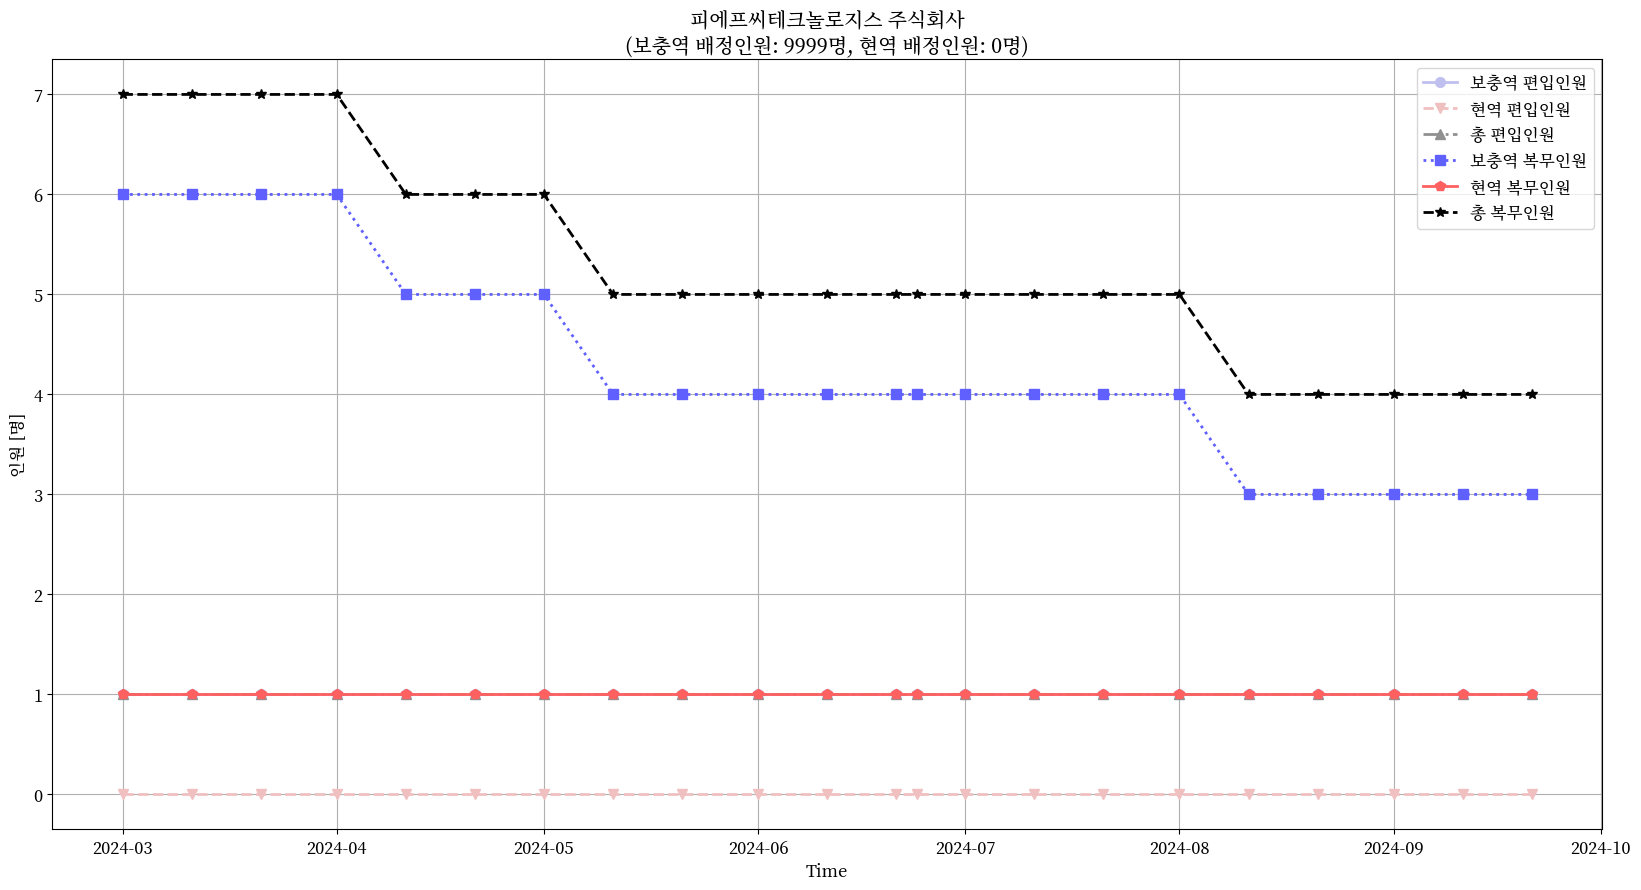 피에프씨테크놀로지스 주식회사
(보충역 배정인원: 9999명, 현역 배정인원: 0명)
보충역 편입인원
현역 편입인원
총 편입인원
보충역 복무인원
현역 복무인원
총 복무인원
인원 [명]
7
6
5
4
3
2
1
0
2024-03
2024-04
2024-05
2024-06
2024-07
2024-08
2024-09
2024-10
Time